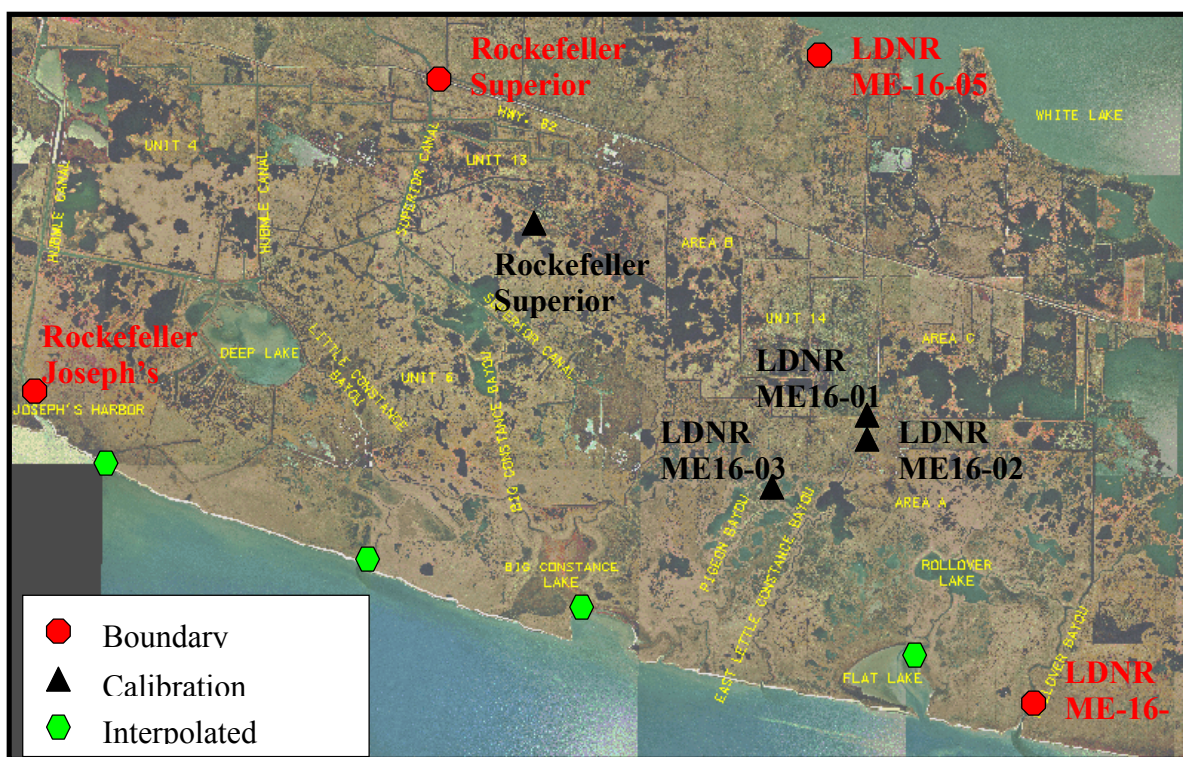 Rockefeller
Superior
LDNR
ME-16-05
WHITE LAKE
HWY. 82
UNIT 4
UNIT 13
HUMBLE CANAL
HUMBLE CANAL
SUPERIOR CANAL
AREA B
Rockefeller
Superior
SUPERIOR CANAL
UNIT 14
AREA C
Rockefeller
Joseph's
DEEP LAKE
LITTLE CONSTANCE
BAYOU
UNIT 6
BIG CONSTANCE BAYOU
LDNR
ME16-01
JOSEPH'S HARBOR
LDNR
ME16-03
LDNR
ME16-02
AREA A
PIGEON BAYOU
EAST LITTLE CONSTANCE BAYOU
BIG CONSTANCE
LAKE
ROLLOVER
LAKE
FLAT LAKE
LDNR
ME-16-
Boundary
Calibration
Interpolated